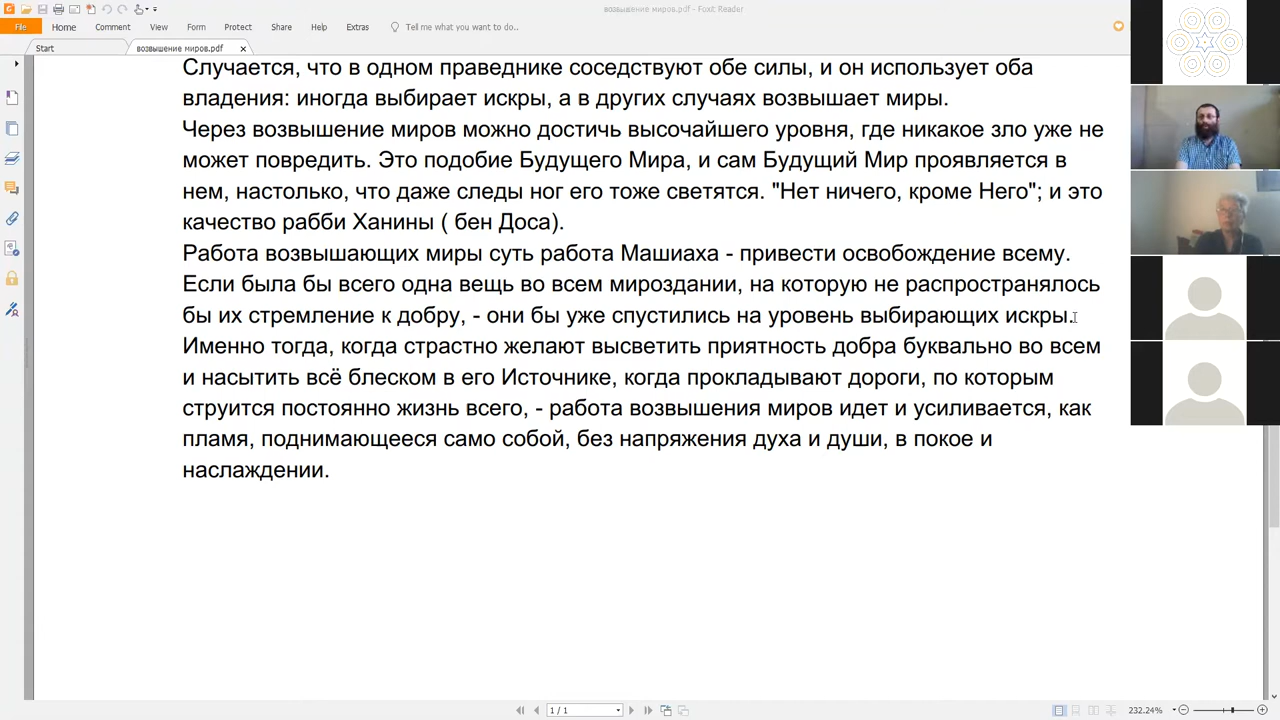 возвышение миров.pdf - Foxit Reader
File Home Comment View Form Protect Share Help Extras Tell me what you want to do..
Start возвышение миров.pdf
Случается, что в одном праведнике соседствуют обе силы, и он использует оба
владения: иногда выбирает искры, а в других случаях возвышает миры.
Через возвышение миров можно достичь высочайшего уровня, где никакое зло уже не
может повредить. Это подобие Будущего Мира, и сам Будущий Мир проявляется в
нем, настолько, что даже следы ног его тоже светятся. "Нет ничего, кроме Него"; и это
качество рабби Ханины ( бен Доса).
Работа возвышающих миры суть работа Машиаха - привести освобождение всему.
Если была бы всего одна вещь во всем мироздании, на которую не распространялось
бы их стремление к добру, - они бы уже спустились на уровень выбирающих искры.
Именно тогда, когда страстно желают высветить приятность добра буквально во всем
и насытить всё блеском в его Источнике, когда прокладывают дороги, по которым
струится постоянно жизнь всего, - работа возвышения миров идет и усиливается, как
пламя, поднимающееся само собой, без напряжения духа и души, в покое и
наслаждении.
1 / 1
232.24%